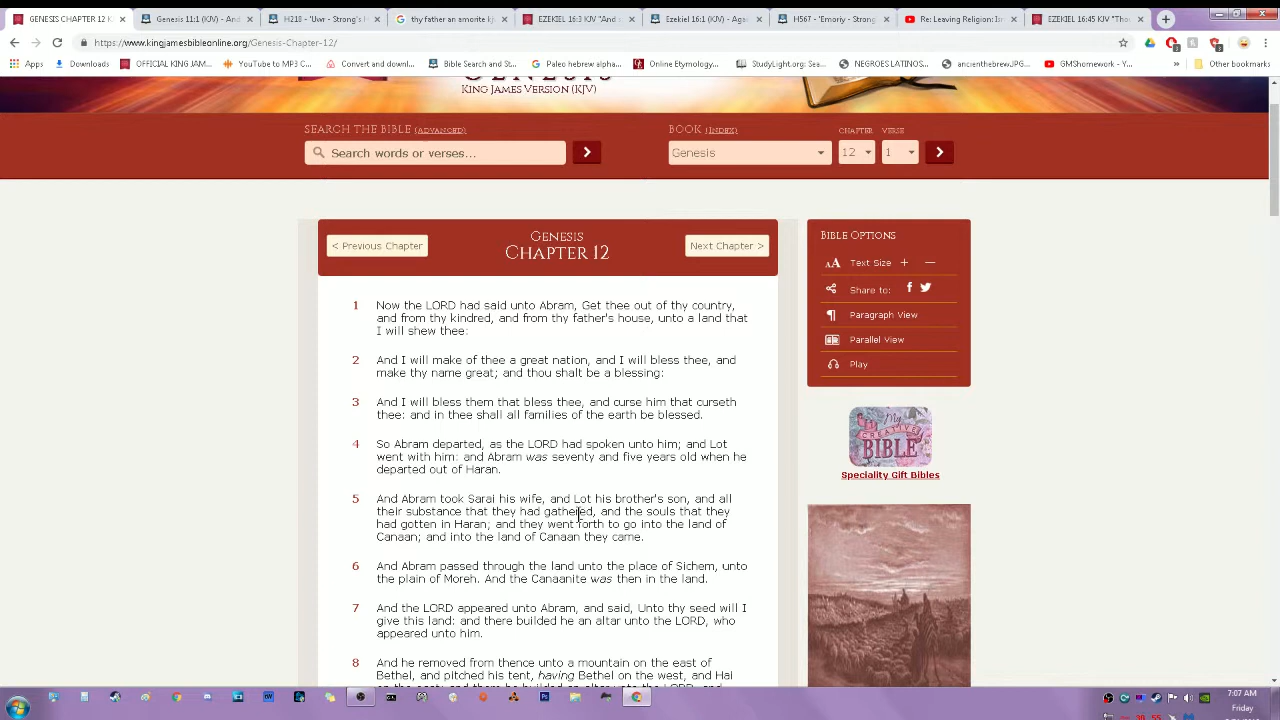 GENESIS CHAPTER 12 K
Genesis 11:1 (KJV) - And
H218 - 'Uwr - Strong's H
thy father an emorite k
EZEKIEL 16:3 KJV "And s
Ezekiel 16:1 (KJV) - Aga
H567 - 'Emory - Strong's
Re: Leaving Religion: 16
EZEKIEL 16:45 KJV "Tho
https://www.kingjamesbibleonline.org/Genesis-Chapter-12/
Apps
Downloads
OFFICIAL KING JAM...
YouTube to MP3 C...
Convert and downl...
Bible Search and S...
Paleo hebrew alpha...
Online Etymology...
StudyLight.org: Sea...
NEGROES LATINOS...
ancienthebrewJPG...
GMShomework - Y...
»
Other bookmarks
GENESIS
KING JAMES VERSION (KJV)
SEARCH THE BIBLE (ADVANCED)
BOOK (INDEX)
CHAPTER
VERSE
Search words or verses...
Genesis
12
1
< Previous Chapter
GENESIS
CHAPTER 12
Next Chapter >
1 Now the LORD had said unto Abram, Get thee out of thy country,
and from thy kindred, and from thy father's house, unto a land that
I will shew thee:
2 And I will make of thee a great nation, and I will bless thee, and
make thy name great; and thou shalt be a blessing:
3 And I will bless them that bless thee, and curse him that curseth
thee: and in thee shall all families of the earth be blessed.
4 So Abram departed, as the LORD had spoken unto him; and Lot
went with him: and Abram was seventy and five years old when he
departed out of Haran.
5 And Abram took Sarai his wife, and Lot his brother's son, and all
their substance that they had gathered, and the souls that they
had gotten in Haran; and they went forth to go into the land of
Canaan; and into the land of Canaan they came.
6 And Abram passed through the land unto the place of Sichem, unto
the plain of Moreh. And the Canaanite was then in the land.
7 And the LORD appeared unto Abram, and said, Unto thy seed will I
give this land: and there builded he an altar unto the LORD, who
appeared unto him.
8 And he removed from thence unto a mountain on the east of
Bethel, and pitched his tent, having Bethel on the west, and Hai
BIBLE OPTIONS
AA Text Size + —
Share to:
Paragraph View
Parallel View
Play
My
CREATIVE
BIBLE
Speciality Gift Bibles
7:07 AM
Friday